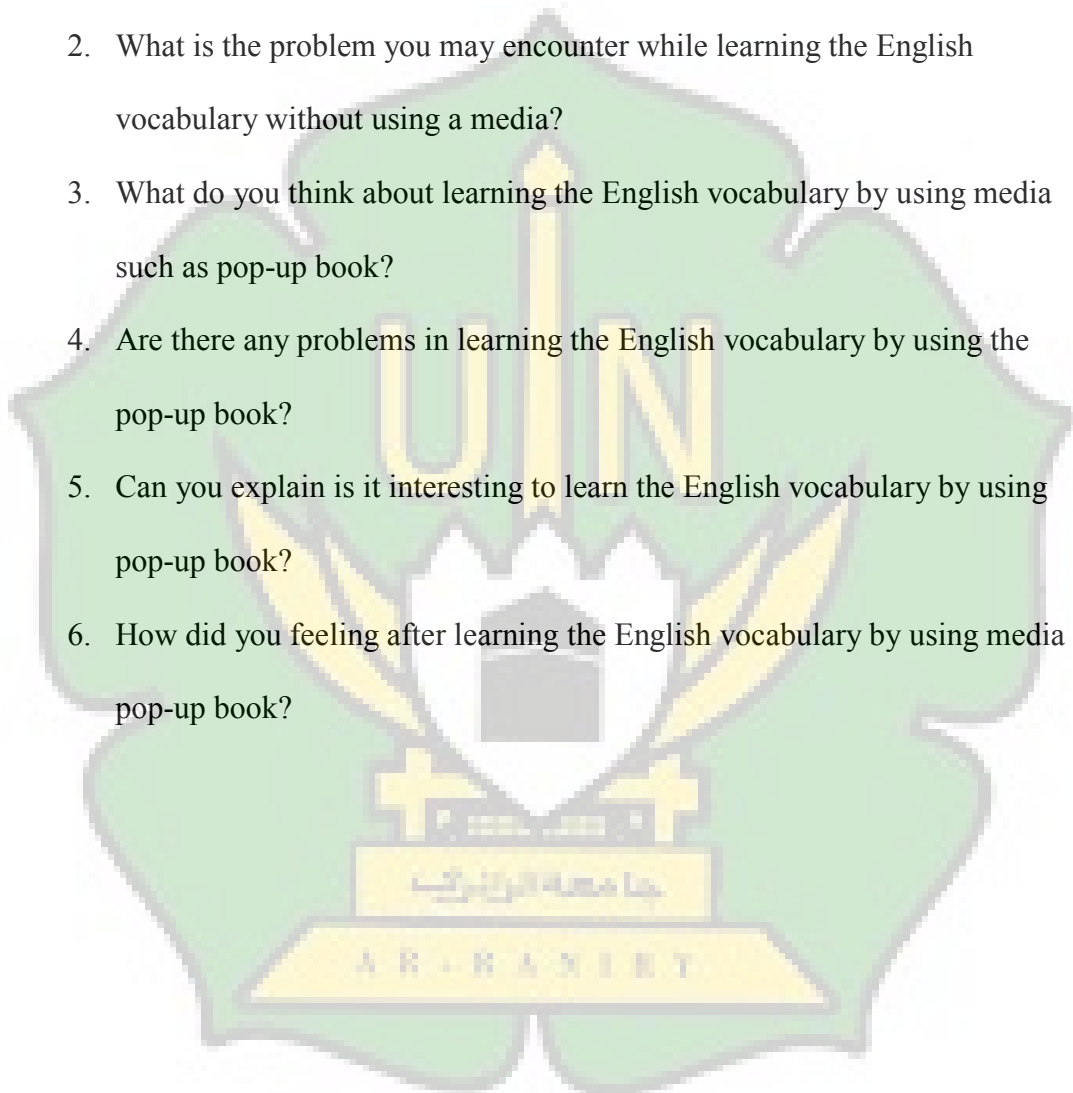 2. What is the problem you may encounter while learning the English
vocabulary without using a media?
3. What do you think about learning the English vocabulary by using media
such as pop-up book?
4. Are there any problems in learning the English vocabulary by using the
pop-up book?
5. Can you explain is it interesting to learn the English vocabulary by using
pop-up book?
6. How did you feeling after learning the English vocabulary by using media
pop-up book?
UIN
جامعة الرانيري
AR-RANIRY